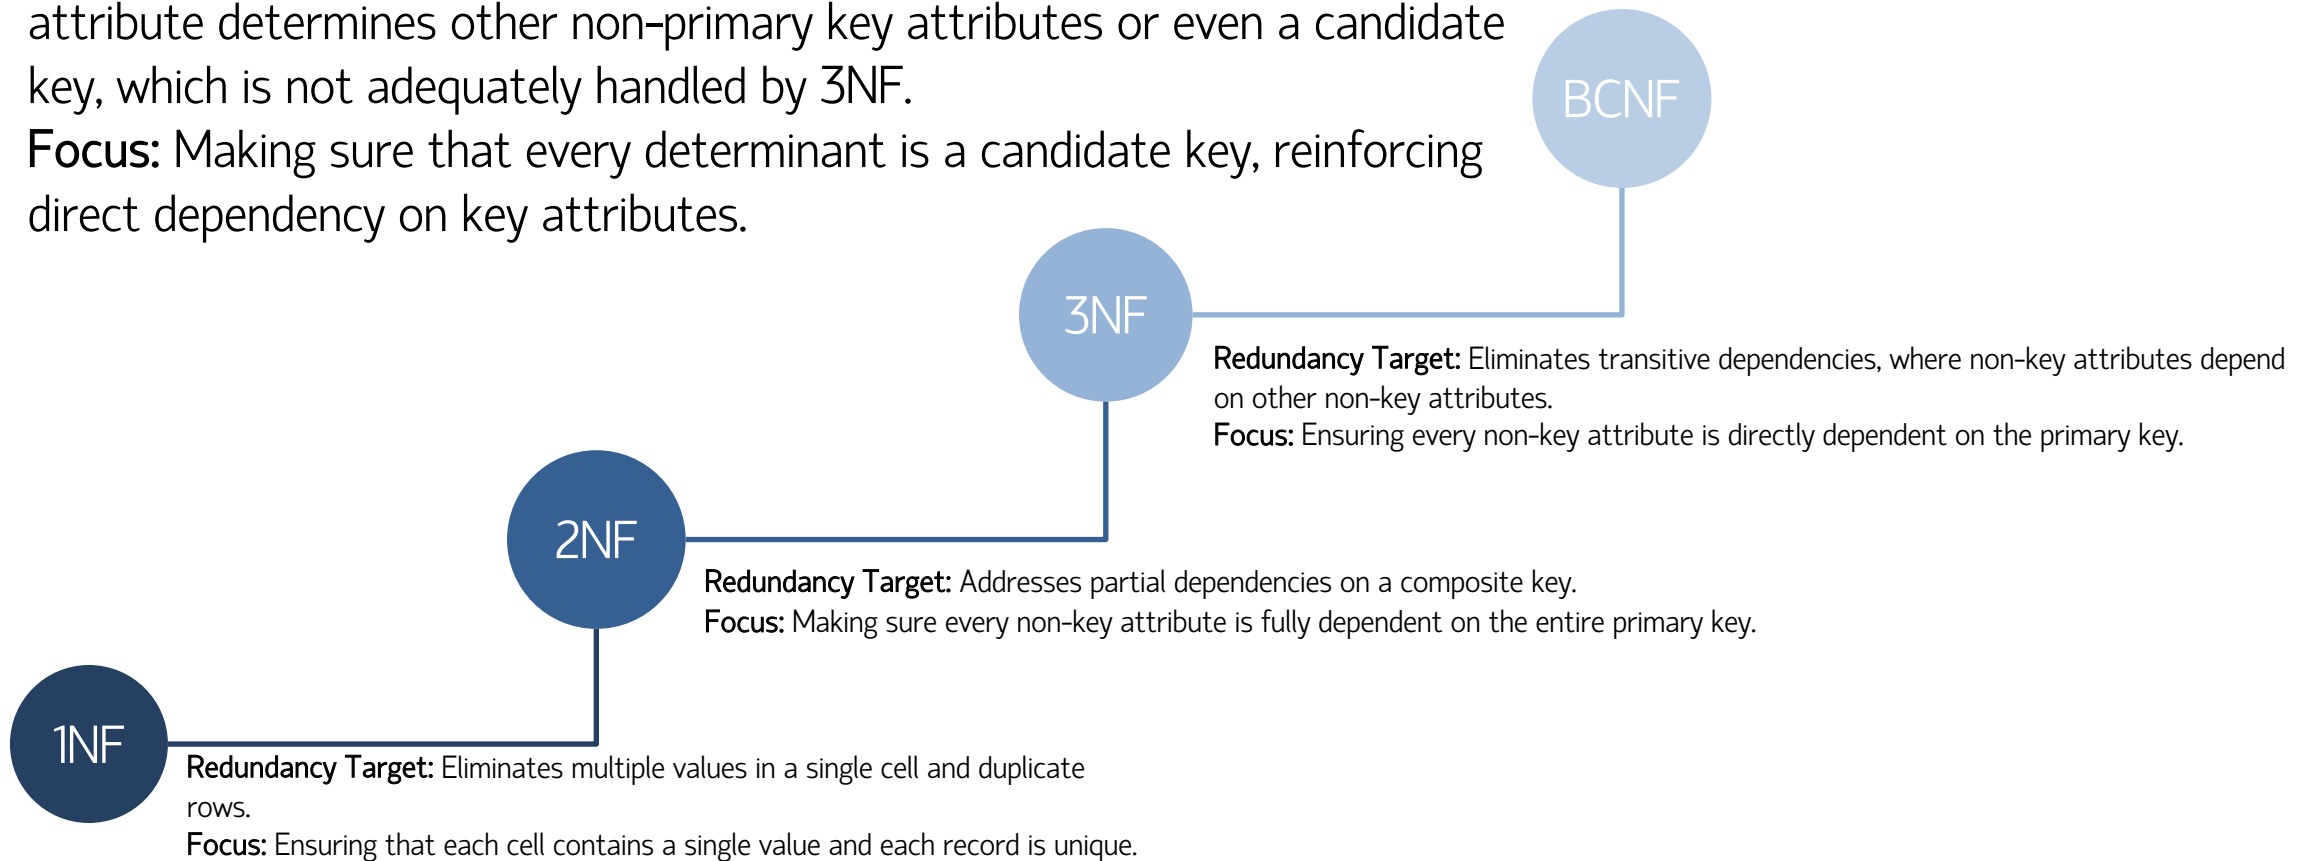 attribute determines other non-primary key attributes or even a candidate
key, which is not adequately handled by 3NF.
Focus: Making sure that every determinant is a candidate key, reinforcing
direct dependency on key attributes.
BCNF
3NF
Redundancy Target: Eliminates transitive dependencies, where non-key attributes depend
on other non-key attributes.
Focus: Ensuring every non-key attribute is directly dependent on the primary key.
2NF
Redundancy Target: Addresses partial dependencies on a composite key.
Focus: Making sure every non-key attribute is fully dependent on the entire primary key.
1NF
Redundancy Target: Eliminates multiple values in a single cell and duplicate
rows.
Focus: Ensuring that each cell contains a single value and each record is unique.